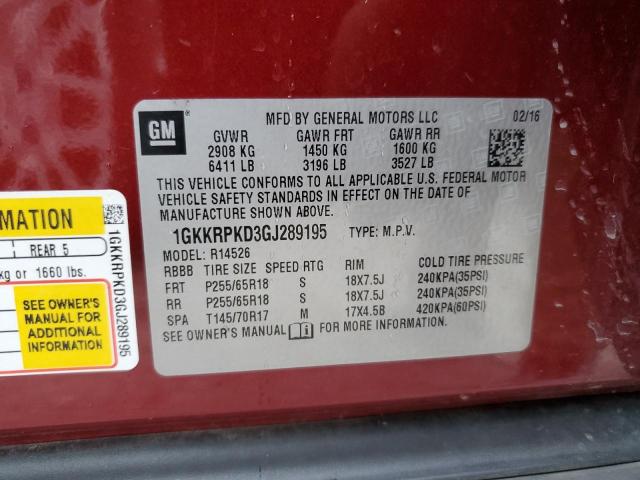 GM
MFD BY GENERAL MOTORS LLC 02/16
GVWR GAWR FRT GAWR RR
2908 KG 1450 KG 1600 KG
6411 LB 3196 LB 3527 LB
THIS VEHICLE CONFORMS TO ALL APPLICABLE U.S. FEDERAL MOTOR
VEHICLE SAFETY STANDARDS IN EFFECT ON THE DATE OF
MANUFACTURE SHOWN ABOVE.
1GKKRPKD3GJ289195 TYPE: M.P.V.
MODEL: R14526
RBBB TIRE SIZE SPEED RTG RIM COLD TIRE PRESSURE
FRT P255/65R18 S 18X7.5J 240KPA(35PSI)
RR P255/65R18 S 18X7.5J 240KPA(35PSI)
SPA T145/70R17 M 17X4.5B 420KPA(60PSI)
SEE OWNER'S MANUAL FOR MORE INFORMATION.
MATION
REAR 5
kg or 1660 lbs.
SEE OWNER'S
MANUAL FOR
ADDITIONAL
INFORMATION
1GKKRPKD3GJ289195